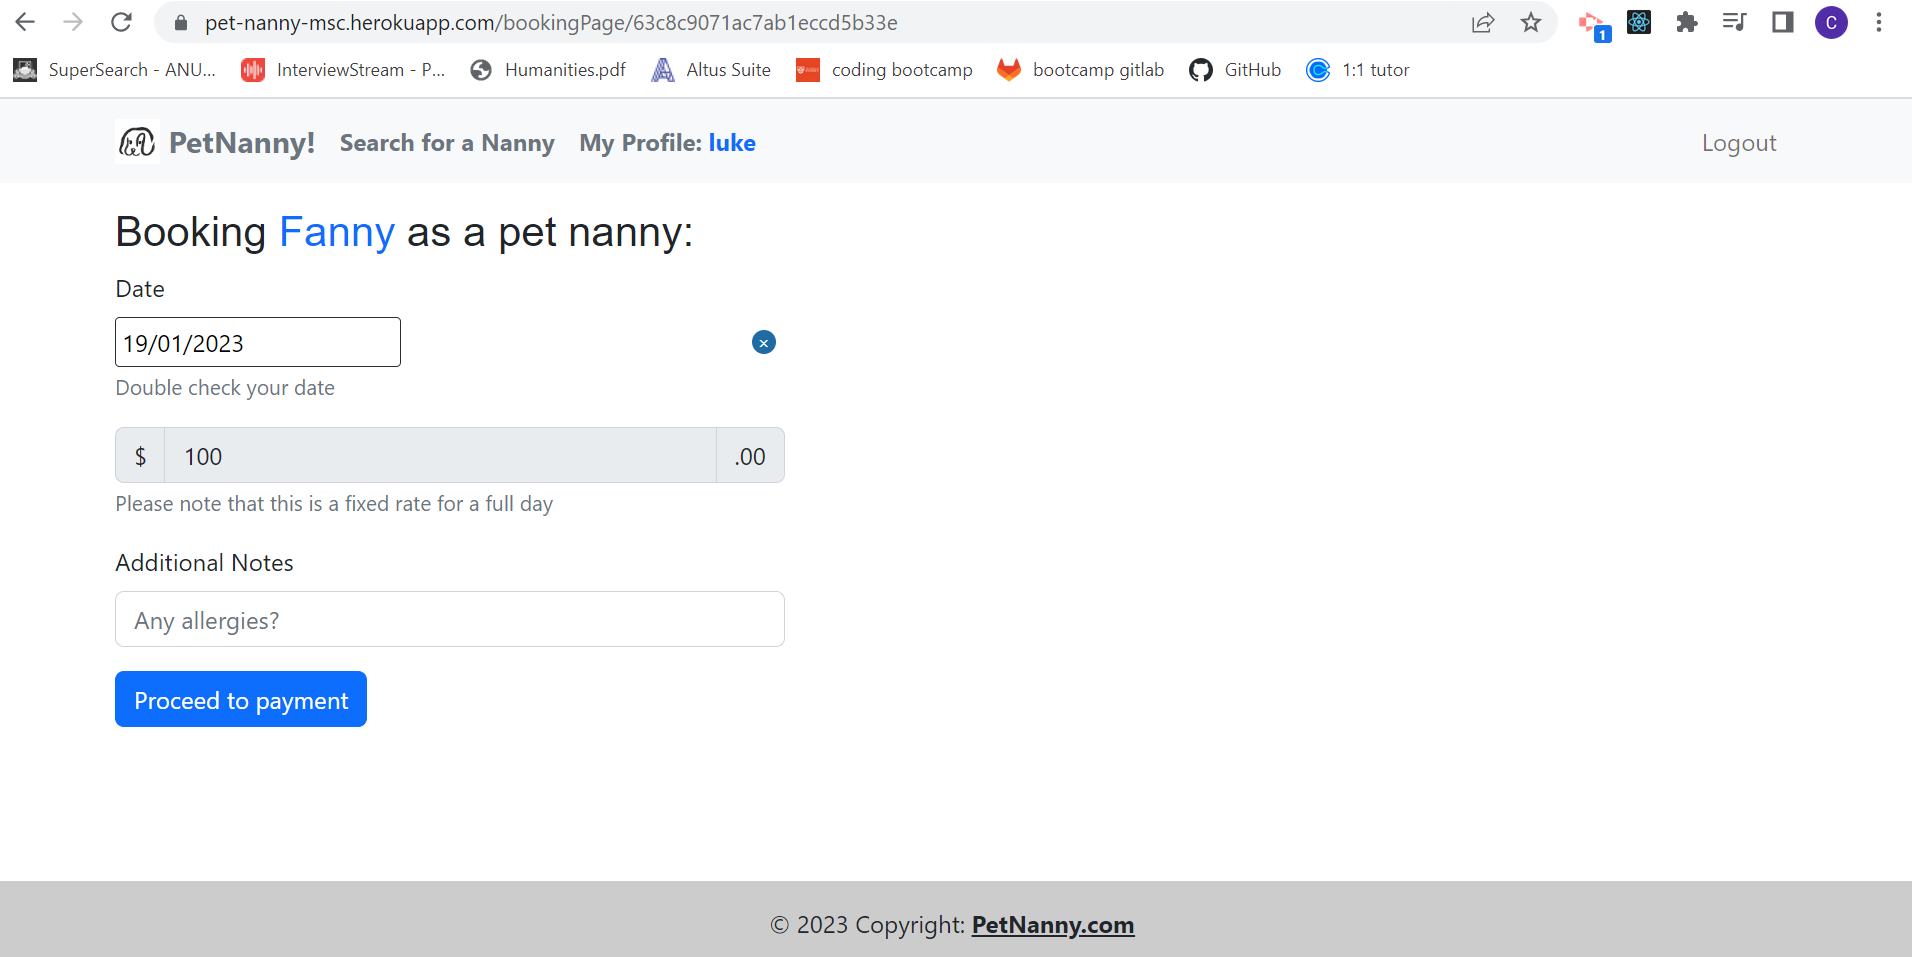 pet-nanny-msc.herokuapp.com/bookingPage/63c8c9071ac7ab1eccd5b33e
1
C
SuperSearch - ANU...
InterviewStream - P...
Humanities.pdf
Altus Suite
coding bootcamp
bootcamp gitlab
GitHub
1:1 tutor
PetNanny!
Search for a Nanny
My Profile: luke
Logout
Booking Fanny as a pet nanny:
Date
19/01/2023
Double check your date
$ 100 .00
Please note that this is a fixed rate for a full day
Additional Notes
Any allergies?
Proceed to payment
© 2023 Copyright: PetNanny.com